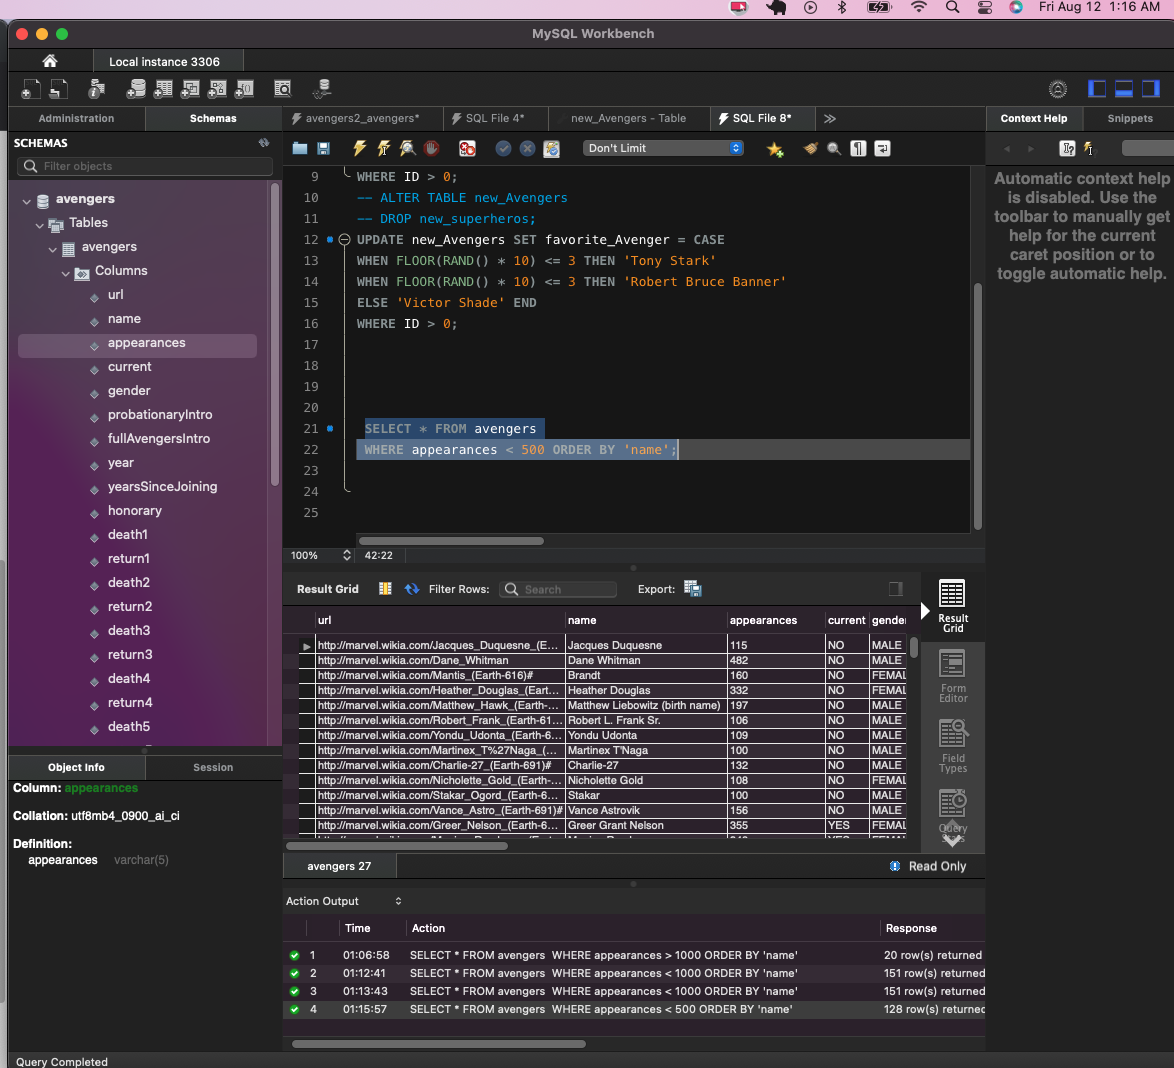 Fri Aug 12 1:16 AM
MySQL Workbench
Local instance 3306
Administration
Schemas
avengers2_avengers*
SQL File 4*
new_Avengers - Table
SQL File 8*
Context Help
Snippets
SCHEMAS
Filter objects
avengers
Tables
avengers
Columns
url
name
appearances
current
gender
probationaryIntro
fullAvengersIntro
year
yearsSinceJoining
honorary
death1
return1
death2
return2
death3
return3
death4
return4
death5
Object Info
Session
Column: appearances
Collation: utf8mb4_0900_ai_ci
Definition:
appearances varchar(5)
Don't Limit
9 WHERE ID > 0;
10 -- ALTER TABLE new_Avengers
11 -- DROP new_superheros;
12 UPDATE new_Avengers SET favorite_Avenger = CASE
13 WHEN FLOOR(RAND() * 10) <= 3 THEN 'Tony Stark'
14 WHEN FLOOR(RAND() * 10) <= 3 THEN 'Robert Bruce Banner'
15 ELSE 'Victor Shade' END
16 WHERE ID > 0;
17
18
19
20
21 SELECT * FROM avengers
22 WHERE appearances < 500 ORDER BY 'name';
23
24
25
100%
42:22
Automatic context help
is disabled. Use the
toolbar to manually get
help for the current
caret position or to
toggle automatic help.
Result Grid
Filter Rows:
Search
Export:
url name appearances current gender
http://marvel.wikia.com/Jacques_Duquesne_(E... Jacques Duquesne 115 NO MALE
http://marvel.wikia.com/Dane_Whitman Dane Whitman 482 NO MALE
http://marvel.wikia.com/Mantis_(Earth-616)# Brandt 160 NO FEMAL
http://marvel.wikia.com/Heather_Douglas_(Eart... Heather Douglas 332 NO FEMAL
http://marvel.wikia.com/Matthew_Hawk_(Earth-... Matthew Liebowitz (birth name) 197 NO MALE
http://marvel.wikia.com/Robert_Frank_(Earth-61... Robert L. Frank Sr. 106 NO MALE
http://marvel.wikia.com/Yondu_Udonta_(Earth-6... Yondu Udonta 109 NO MALE
http://marvel.wikia.com/Martinex_T%27Naga_(... Martinex T'Naga 100 NO MALE
http://marvel.wikia.com/Charlie-27_(Earth-691)# Charlie-27 132 NO MALE
http://marvel.wikia.com/Nicholette_Gold_(Earth-... Nicholette Gold 108 NO FEMAL
http://marvel.wikia.com/Stakar_Ogord_(Earth-6... Stakar 100 NO MALE
http://marvel.wikia.com/Vance_Astro_(Earth-691)# Vance Astrovik 156 NO MALE
http://marvel.wikia.com/Greer_Nelson_(Earth-6... Greer Grant Nelson 355 YES FEMAL
Result
Grid
Form
Editor
Field
Types
Query
Stats
avengers 27
Read Only
Action Output
Time Action Response
1 01:06:58 SELECT * FROM avengers WHERE appearances > 1000 ORDER BY 'name' 20 row(s) returned
2 01:12:41 SELECT * FROM avengers WHERE appearances < 1000 ORDER BY 'name' 151 row(s) returned
3 01:13:43 SELECT * FROM avengers WHERE appearances < 1000 ORDER BY 'name' 151 row(s) returned
4 01:15:57 SELECT * FROM avengers WHERE appearances < 500 ORDER BY 'name' 128 row(s) returned
Query Completed